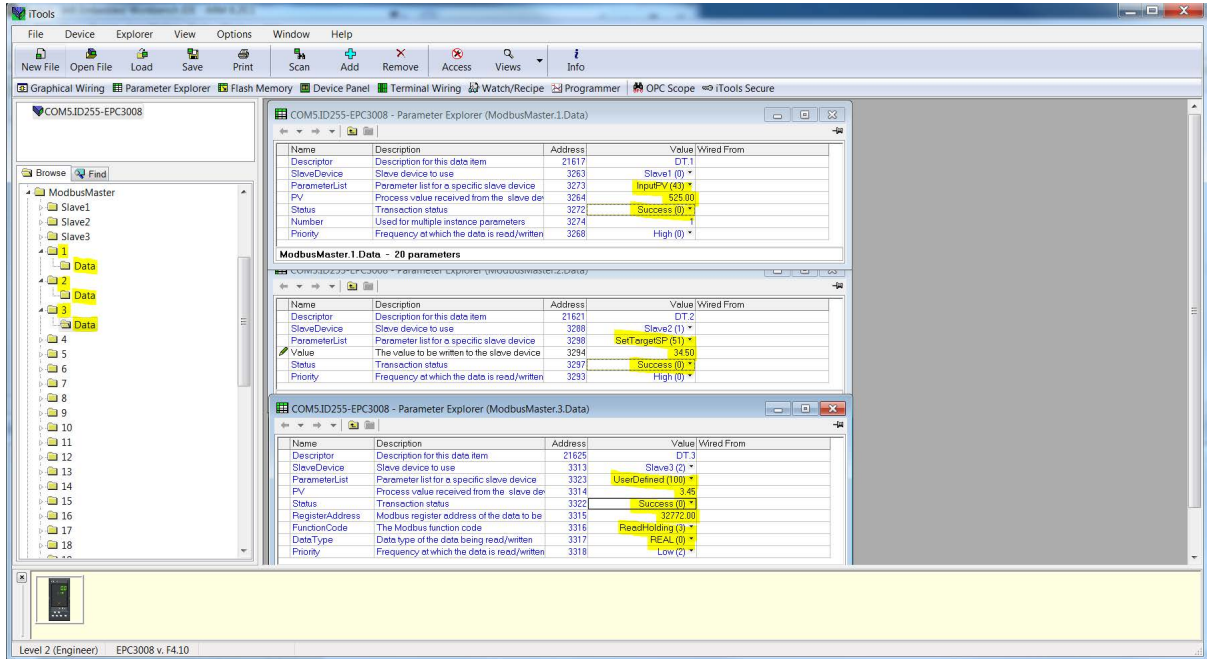 iTools
File Device Explorer View Options Window Help
New File Open File Load Save Print Scan Add Remove Access Views Info
Graphical Wiring Parameter Explorer Flash Memory Device Panel Terminal Wiring Watch/Recipe Programmer OPC Scope iTools Secure
COM5.ID255-EPC3008
Browse Find
ModbusMaster
Slave1
Slave2
Slave3
1
Data
2
Data
3
Data
4
5
6
7
8
9
10
11
12
13
14
15
16
17
18
COM5.ID255-EPC3008 - Parameter Explorer (ModbusMaster.1.Data)
Name Description Address Value Wired From
Descriptor Description for this data item 21617 DT.1
SlaveDevice Slave device to use 3263 Slave1 (0)
ParameterList Parameter list for a specific slave device 3273 InputPV (43)
PV Process value received from the slave dev 3264 525.00
Status Transaction status 3272 Success (0)
Number Used for multiple instance parameters 3274 1
Priority Frequency at which the data is read/written 3268 High (0)
ModbusMaster.1.Data - 20 parameters
COM5.ID255-EPC3008 - Parameter Explorer (ModbusMaster.2.Data)
Name Description Address Value Wired From
Descriptor Description for this data item 21621 DT.2
SlaveDevice Slave device to use 3288 Slave2 (1)
ParameterList Parameter list for a specific slave device 3298 SetTargetSP (51)
Value The value to be written to the slave device 3294 34.50
Status Transaction status 3297 Success (0)
Priority Frequency at which the data is read/written 3293 High (0)
COM5.ID255-EPC3008 - Parameter Explorer (ModbusMaster.3.Data)
Name Description Address Value Wired From
Descriptor Description for this data item 21625 DT.3
SlaveDevice Slave device to use 3313 Slave3 (2)
ParameterList Parameter list for a specific slave device 3323 UserDefined (100)
PV Process value received from the slave dev 3314 3.45
Status Transaction status 3322 Success (0)
RegisterAddress Modbus register address of the data to be 3315 32772.00
FunctionCode The Modbus function code 3316 ReadHolding (3)
DataType Data type of the data being read/written 3317 REAL (0)
Priority Frequency at which the data is read/written 3318 Low (2)
Level 2 (Engineer) EPC3008 v. F4.10